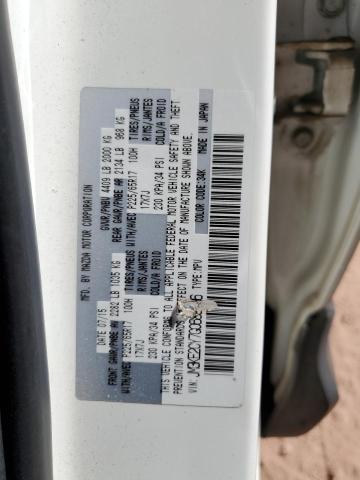 MFD. BY MAZDA MOTOR CORPORATION
DATE 07/15 GVWR/PNBV 4409 LB 2000 KG
FRONT GAWR/PNBE AV 2282 LB 1035 KG REAR GAWR/PNBE AR 2134 LB 968 KG
WITH/AVEC P225/65R17 100H TIRES/PNEUS WITH/AVEC P225/65R17 100H TIRES/PNEUS
17X7J RIMS/JANTES 17X7J RIMS/JANTES
230 KPA/34 PSI COLD/A FROID 230 KPA/34 PSI COLD/A FROID
THIS VEHICLE CONFORMS TO ALL APPLICABLE FEDERAL MOTOR VEHICLE SAFETY AND THEFT
PREVENTION STANDARDS IN EFFECT ON THE DATE OF MANUFACTURE SHOWN ABOVE.
COLOR CODE:34K MADE IN JAPAN
VIN: TYPE:MPV